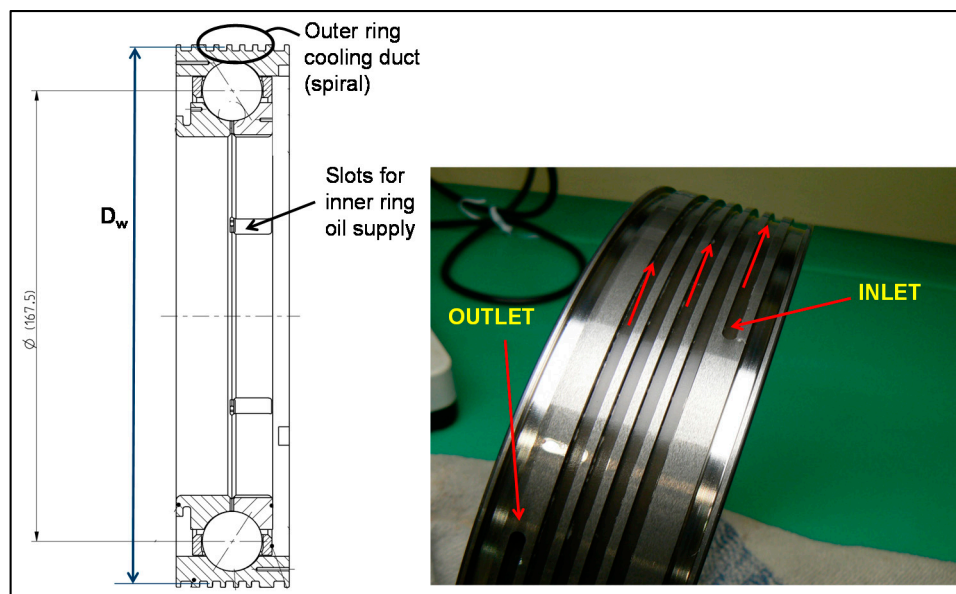 Outer ring
cooling duct
(spiral)
Slots for
inner ring
oil supply
Dw
Ø (167.5)
OUTLET
INLET